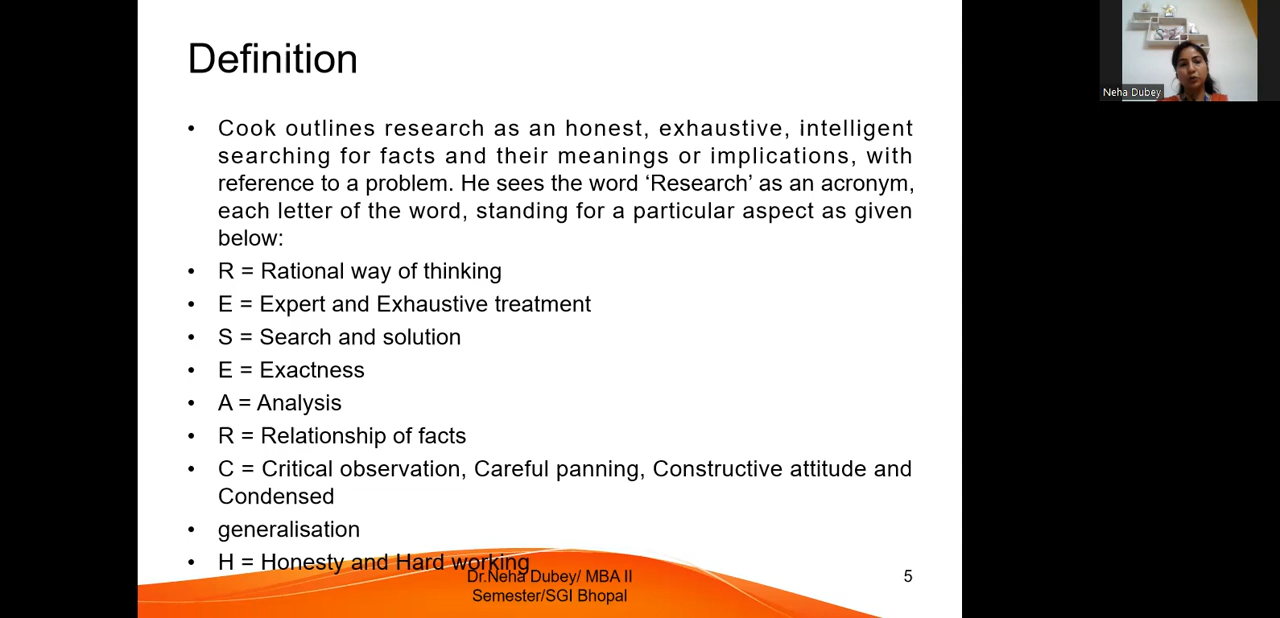 Definition
• Cook outlines research as an honest, exhaustive, intelligent
searching for facts and their meanings or implications, with
reference to a problem. He sees the word ‘Research’ as an acronym,
each letter of the word, standing for a particular aspect as given
below:
• R = Rational way of thinking
• E = Expert and Exhaustive treatment
• S = Search and solution
• E = Exactness
• A = Analysis
• R = Relationship of facts
• C = Critical observation, Careful panning, Constructive attitude and
Condensed
• generalisation
• H = Honesty and Hard working
Dr.Neha Dubey/ MBA II
Semester/SGI Bhopal
5
Neha Dubey